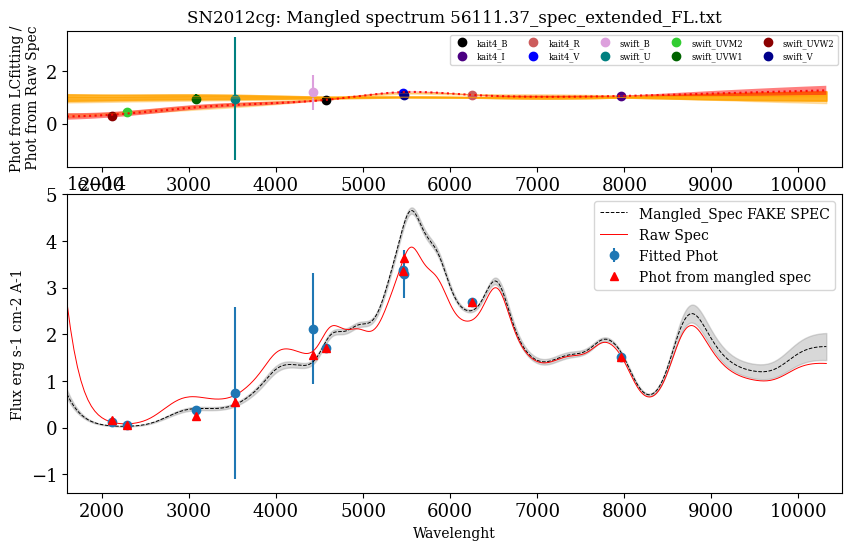 SN2012cg: Mangled spectrum 56111.37_spec_extended_FL.txt
Phot from LCfitting /
Phot from Raw Spec
2
0
kait4_B
kait4_I
kait4_R
kait4_V
swift_B
swift_U
swift_UVM2
swift_UVW1
swift_UVW2
swift_V
2000 3000 4000 5000 6000 7000 8000 9000 10000
Flux erg s-1 cm-2 A-1
5
4
3
2
1
0
−1
Mangled_Spec FAKE SPEC
Raw Spec
Fitted Phot
Phot from mangled spec
2000 3000 4000 5000 6000 7000 8000 9000 10000
Wavelenght